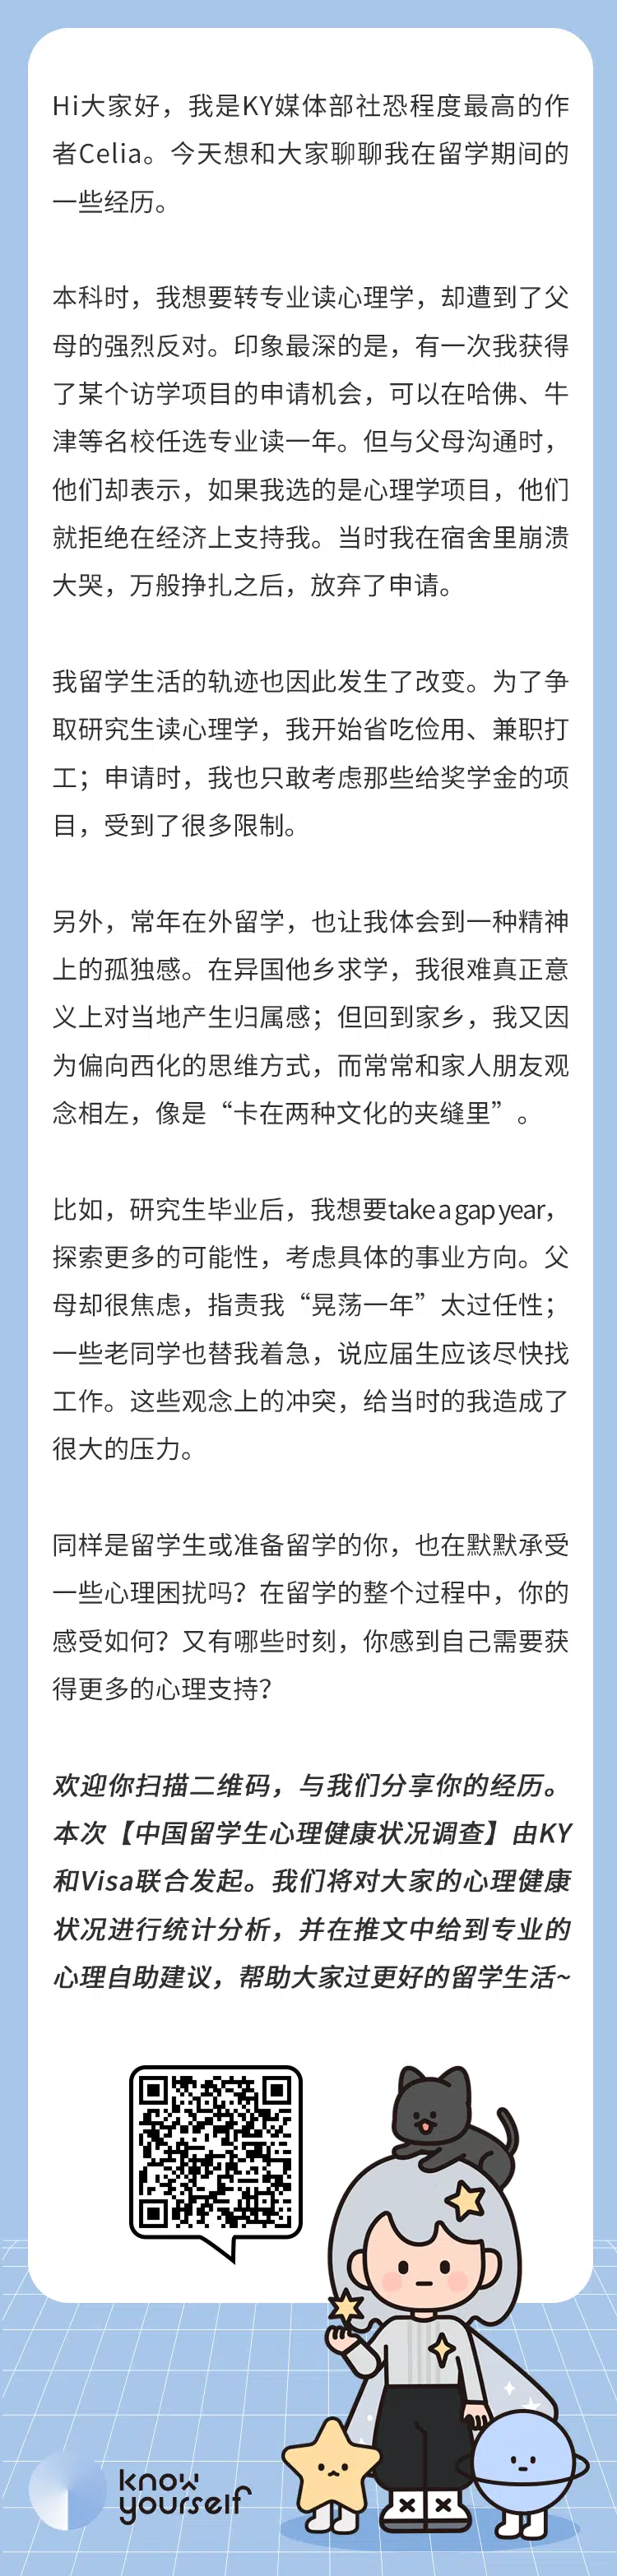 Hi大家好，我是KY媒体部社恐程度最高的作
者Celia。今天想和大家聊聊我在留学期间的
一些经历。
本科时，我想要转专业读心理学，却遭到了父
母的强烈反对。印象最深的是，有一次我获得
了某个访学项目的申请机会，可以在哈佛、牛
津等名校任选专业读一年。但与父母沟通时，
他们却表示，如果我选的是心理学项目，他们
就拒绝在经济上支持我。当时我在宿舍里崩溃
大哭，万般挣扎之后，放弃了申请。
我留学生活的轨迹也因此发生了改变。为了争
取研究生读心理学，我开始省吃俭用、兼职打
工；申请时，我也只敢考虑那些给奖学金的项
目，受到了很多限制。
另外，常年在外留学，也让我体会到一种精神
上的孤独感。在异国他乡求学，我很难真正意
义上对当地产生归属感；但回到家乡，我又因
为偏向西化的思维方式，而常常和家人朋友观
念相左，像是“卡在两种文化的夹缝里”。
比如，研究生毕业后，我想要take a gap year，
探索更多的可能性，考虑具体的事业方向。父
母却很焦虑，指责我“晃荡一年”太过任性；
一些老同学也替我着急，说应届生应该尽快找
工作。这些观念上的冲突，给当时的我造成了
很大的压力。
同样是留学生或准备留学的你，也在默默承受
一些心理困扰吗？在留学的整个过程中，你的
感受如何？又有哪些时刻，你感到自己需要获
得更多的心理支持？
欢迎你扫描二维码，与我们分享你的经历。
本次【中国留学生心理健康状况调查】由KY
和Visa联合发起。我们将对大家的心理健康
状况进行统计分析，并在推文中给到专业的
心理自助建议，帮助大家过更好的留学生活~
know
yourself